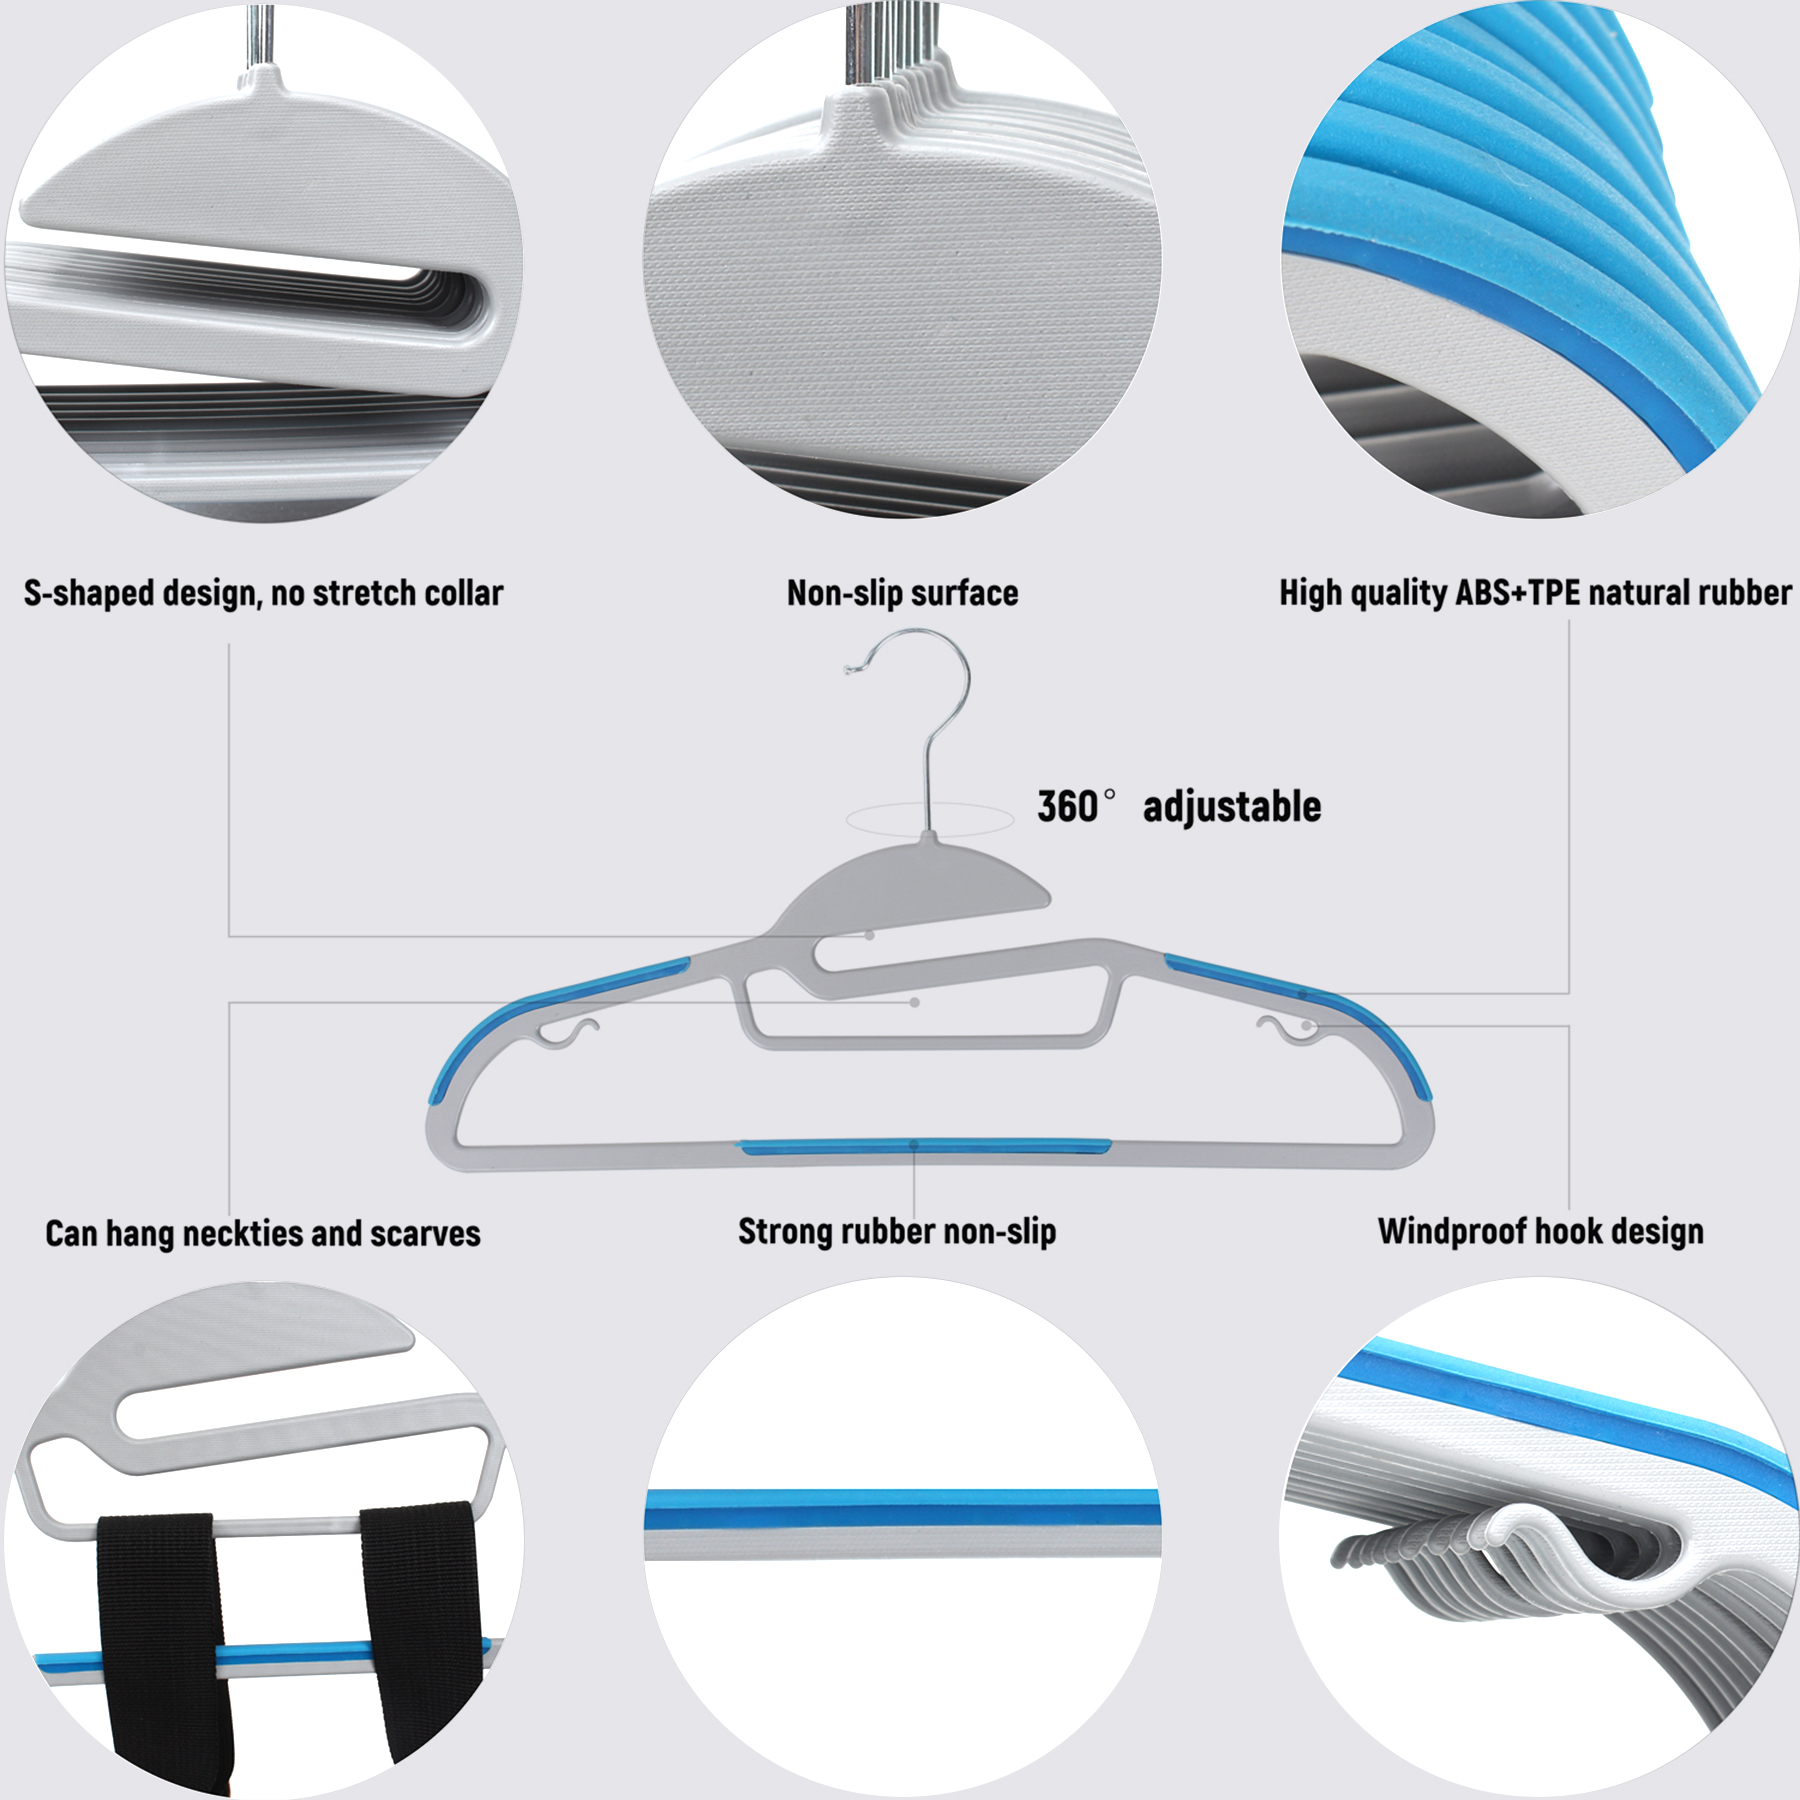 S-shaped design, no stretch collar
Non-slip surface
High quality ABS+TPE natural rubber
360° adjustable
Can hang neckties and scarves
Strong rubber non-slip
Windproof hook design